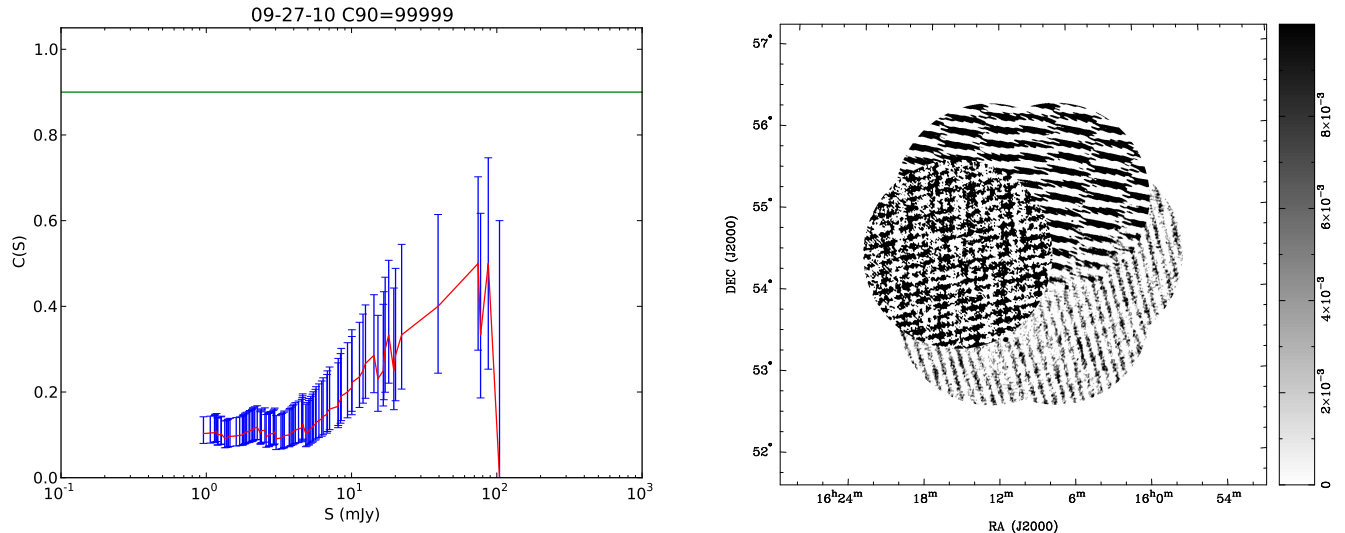 09-27-10 C90=99999
1.0
0.8
0.6
0.4
0.2
0.0
C(S)
10⁻¹ 10⁰ 10¹ 10² 10³
S (mJy)
57°
56°
55°
54°
53°
52°
DEC (J2000)
16ʰ24ᵐ 18ᵐ 12ᵐ 6ᵐ 16ʰ0ᵐ 54ᵐ
RA (J2000)
8×10⁻³
6×10⁻³
4×10⁻³
2×10⁻³
0